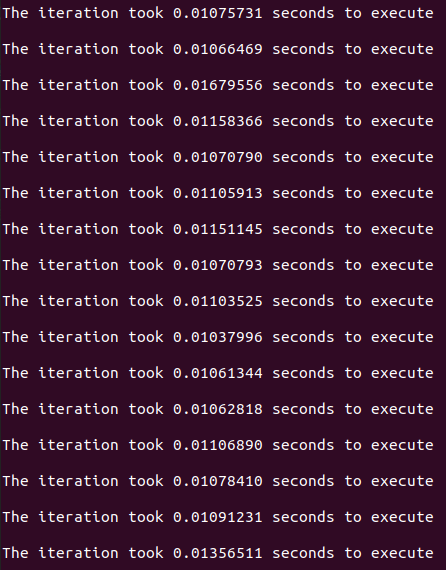 The iteration took 0.01075731 seconds to execute
The iteration took 0.01066469 seconds to execute
The iteration took 0.01679556 seconds to execute
The iteration took 0.01158366 seconds to execute
The iteration took 0.01070790 seconds to execute
The iteration took 0.01105913 seconds to execute
The iteration took 0.01151145 seconds to execute
The iteration took 0.01070793 seconds to execute
The iteration took 0.01103525 seconds to execute
The iteration took 0.01037996 seconds to execute
The iteration took 0.01061344 seconds to execute
The iteration took 0.01062818 seconds to execute
The iteration took 0.01106890 seconds to execute
The iteration took 0.01078410 seconds to execute
The iteration took 0.01091231 seconds to execute
The iteration took 0.01356511 seconds to execute